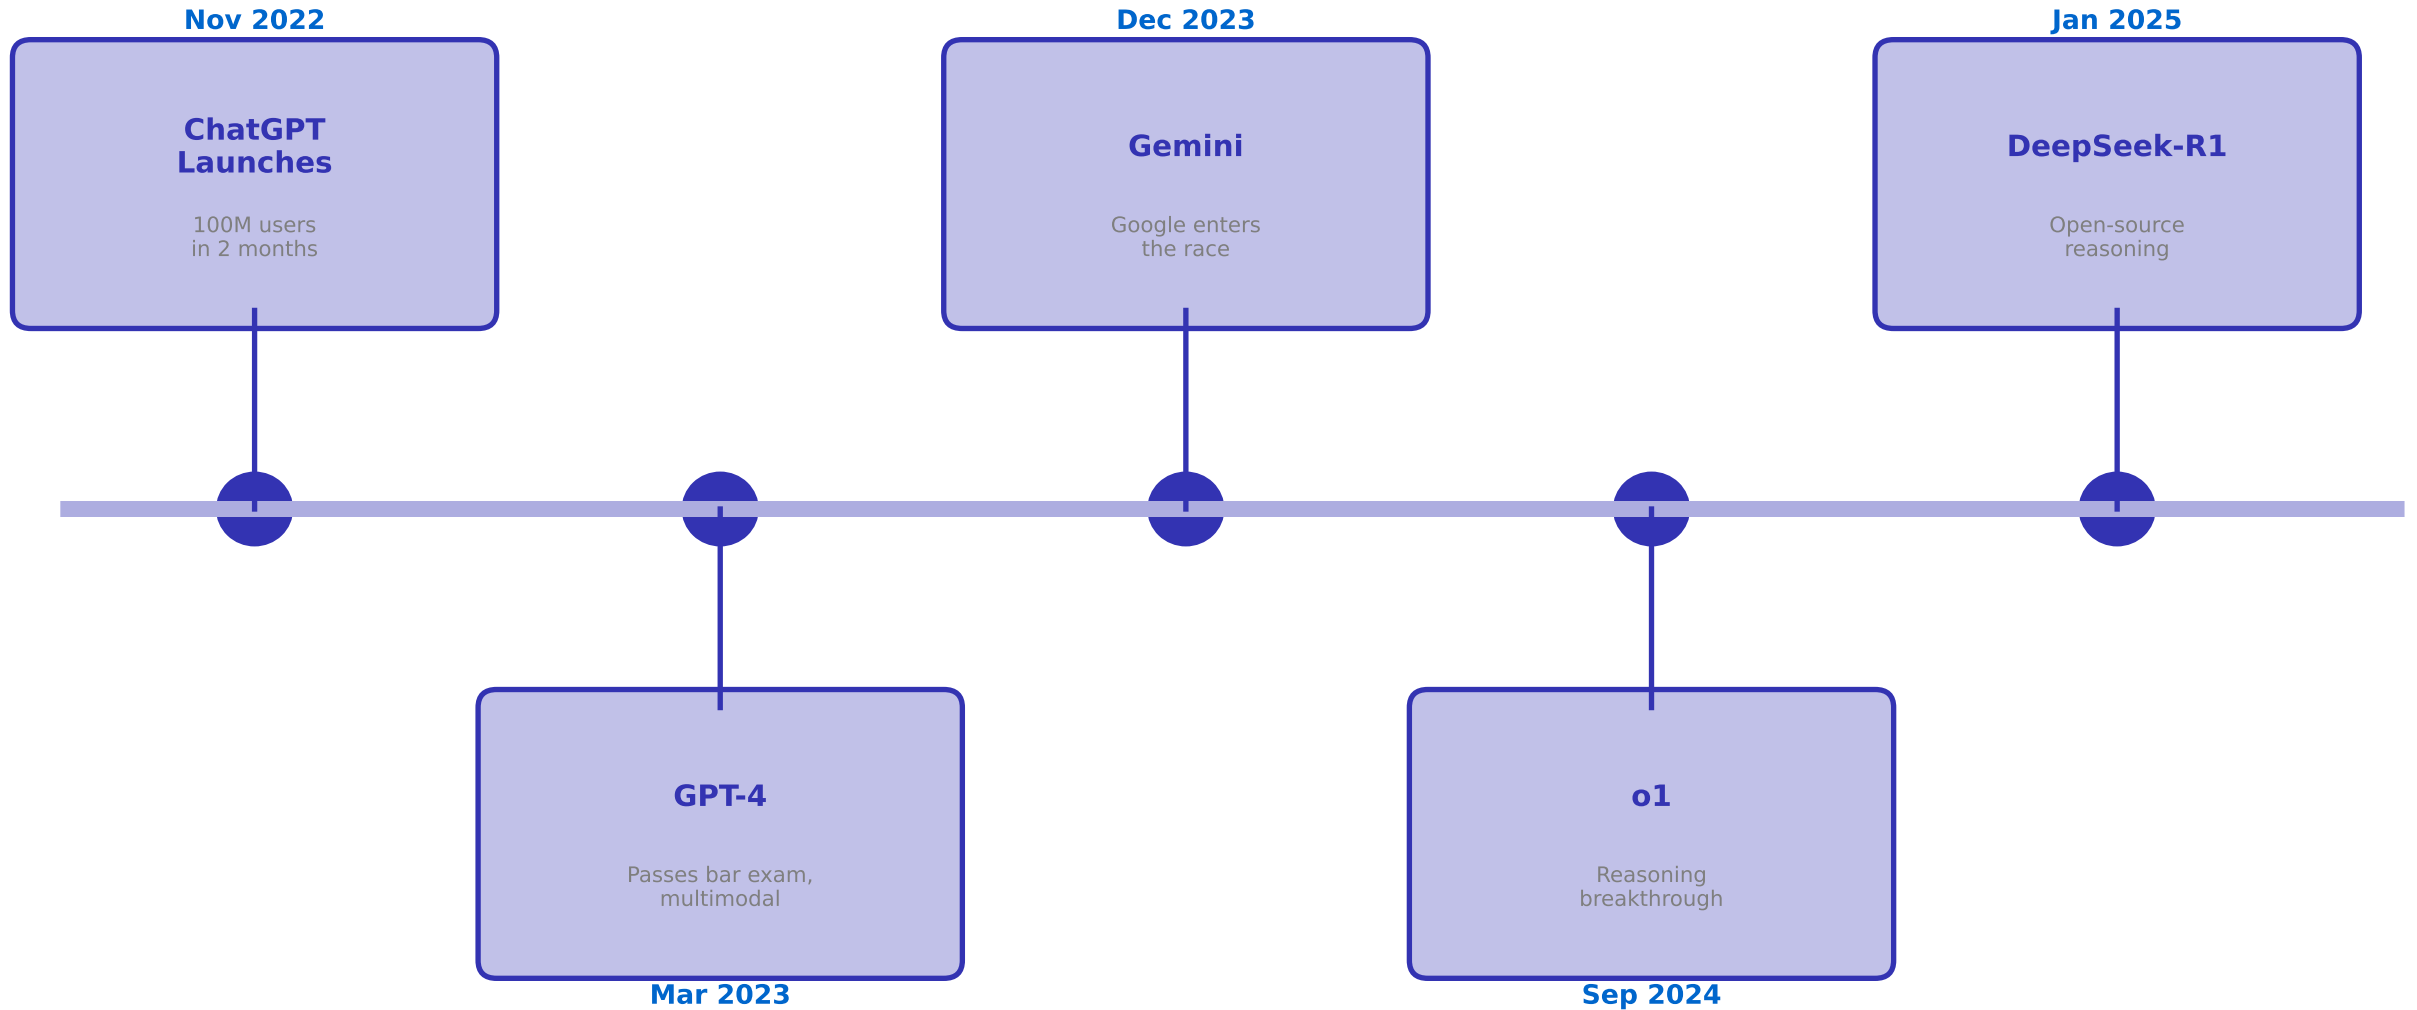 Nov 2022
ChatGPT
Launches
100M users
in 2 months
Mar 2023
GPT-4
Passes bar exam,
multimodal
Dec 2023
Gemini
Google enters
the race
Sep 2024
o1
Reasoning
breakthrough
Jan 2025
DeepSeek-R1
Open-source
reasoning